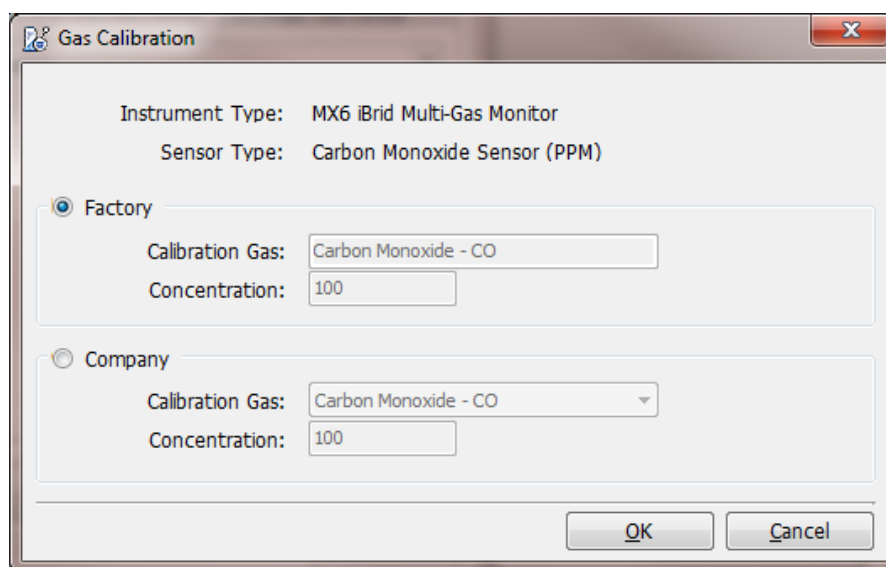 Gas Calibration
Instrument Type: MX6 iBrid Multi-Gas Monitor
Sensor Type: Carbon Monoxide Sensor (PPM)
Factory
Calibration Gas: Carbon Monoxide - CO
Concentration: 100
Company
Calibration Gas: Carbon Monoxide - CO
Concentration: 100
OK Cancel